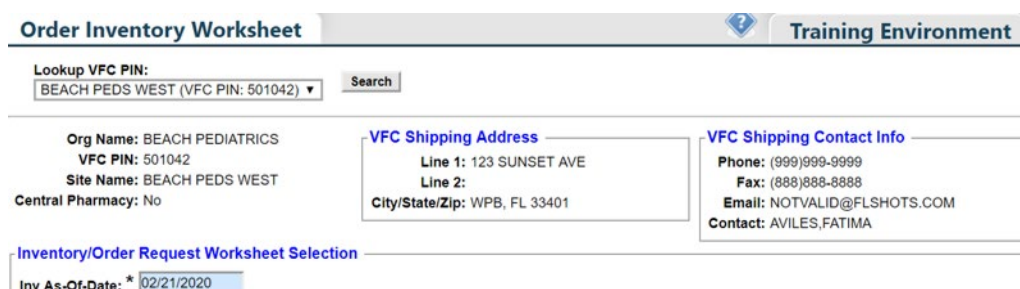 Order Inventory Worksheet
?
Training Environment
Lookup VFC PIN:
BEACH PEDS WEST (VFC PIN: 501042) ▼
Search
Org Name: BEACH PEDIATRICS
VFC PIN: 501042
Site Name: BEACH PEDS WEST
Central Pharmacy: No
VFC Shipping Address
Line 1: 123 SUNSET AVE
Line 2:
City/State/Zip: WPB, FL 33401
VFC Shipping Contact Info
Phone: (999)999-9999
Fax: (888)888-8888
Email: NOTVALID@FLSHOTS.COM
Contact: AVILES,FATIMA
Inventory/Order Request Worksheet Selection
Inv As-Of-Date: * 02/21/2020